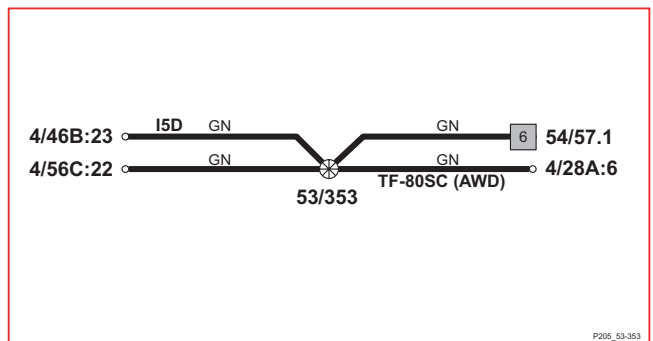 I5D GN GN
4/46B:23 6 54/57.1
4/56C:22 GN GN 4/28A:6
TF-80SC (AWD)
53/353
P205_53-353